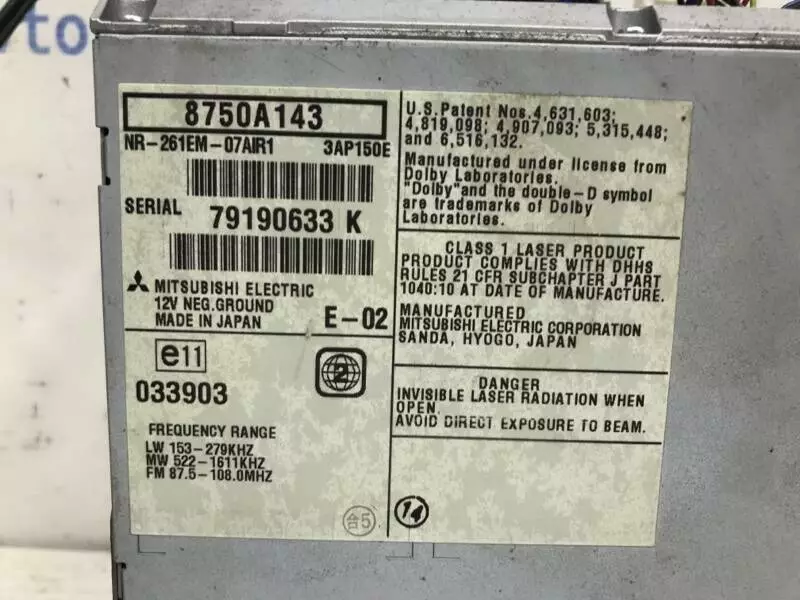 вто
8750A143
NR-261EM-07AIR1 3AP150E
SERIAL 79190633 K
MITSUBISHI ELECTRIC
12V NEG.GROUND
MADE IN JAPAN E-02
e11
2
033903
FREQUENCY RANGE
LW 153-279KHZ
MW 522-1611KHZ
FM 87.5-108.0MHZ
合5
U.S.Patent Nos.4,631,603;
4,819,098; 4,907,093; 5,315,448;
and 6,516,132.
Manufactured under license from
Dolby Laboratories.
"Dolby"and the double-D symbol
are trademarks of Dolby
Laboratories.
CLASS 1 LASER PRODUCT
PRODUCT COMPLIES WITH DHHS
RULES 21 CFR SUBCHAPTER J PART
1040:10 AT DATE OF MANUFACTURE.
MANUFACTURED
MITSUBISHI ELECTRIC CORPORATION
SANDA, HYOGO, JAPAN
DANGER
INVISIBLE LASER RADIATION WHEN
OPEN.
AVOID DIRECT EXPOSURE TO BEAM.
14